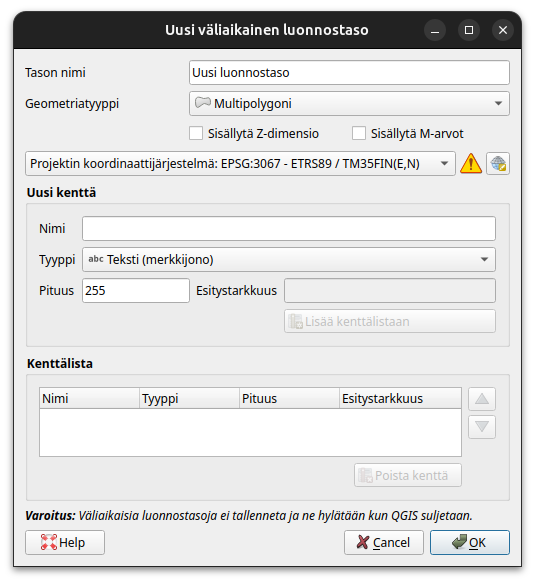 Uusi väliaikainen luonnostaso
Tason nimi Uusi luonnostaso
Geometriatyyppi Multipolygoni
Sisällytä Z-dimensio Sisällytä M-arvot
Projektin koordinaattijärjestelmä: EPSG:3067 - ETRS89 / TM35FIN(E,N)
Uusi kenttä
Nimi
Tyyppi abc Teksti (merkkijono)
Pituus 255 Esitystarkkuus
Lisää kenttälistaan
Kenttälista
Nimi Tyyppi Pituus Esitystarkkuus
Poista kenttä
Varoitus: Väliaikaisia luonnostasoja ei tallenneta ja ne hylätään kun QGIS suljetaan.
Help Cancel OK